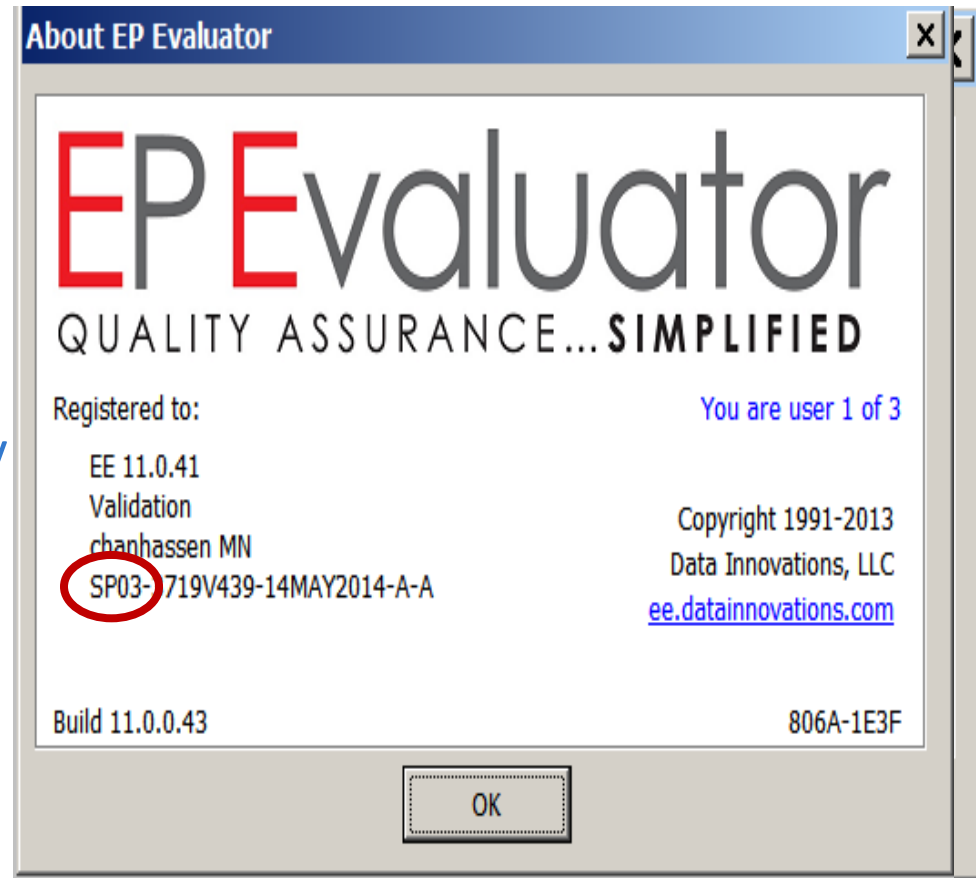 About EP Evaluator
EP Evaluator
QUALITY ASSURANCE...SIMPLIFIED
Registered to:
You are user 1 of 3
EE 11.0.41
Validation
chanhassen MN
Copyright 1991-2013
Data Innovations, LLC
SP03-
ee.datainnovations.com
Build 11.0.0.43
806A-1E3F
OK